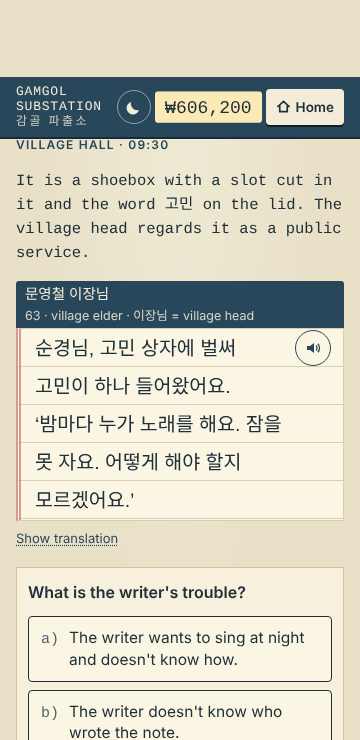 GAMGOL
SUBSTATION
감골 파출소
₩606,200
Home
VILLAGE HALL · 09:30
It is a shoebox with a slot cut in
it and the word 고민 on the lid. The
village head regards it as a public
service.
문영철 이장님
63 · village elder · 이장님 = village head
순경님, 고민 상자에 벌써
고민이 하나 들어왔어요.
‘밤마다 누가 노래를 해요. 잠을
못 자요. 어떻게 해야 할지
모르겠어요.’
Show translation
What is the writer's trouble?
a) The writer wants to sing at night
and doesn't know how.
b) The writer doesn't know who
wrote the note.